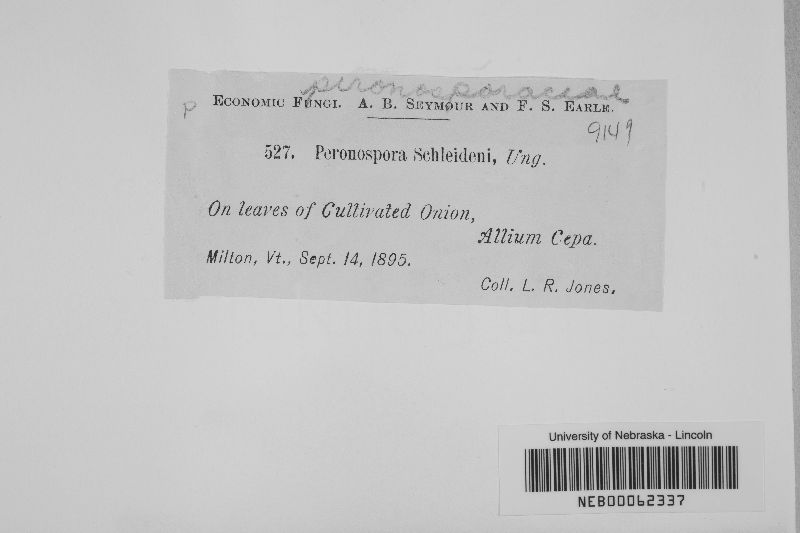 peronosporaceae
P
ECONOMIC FUNGI. A. B. SEYMOUR AND F. S. EARLE.
9149
527. Peronospora Schleideni, Ung.
On leaves of Cultivated Onion,
Allium Cepa.
Milton, Vt., Sept. 14, 1895.
Coll. L. R. Jones.
University of Nebraska - Lincoln
NEB00062337